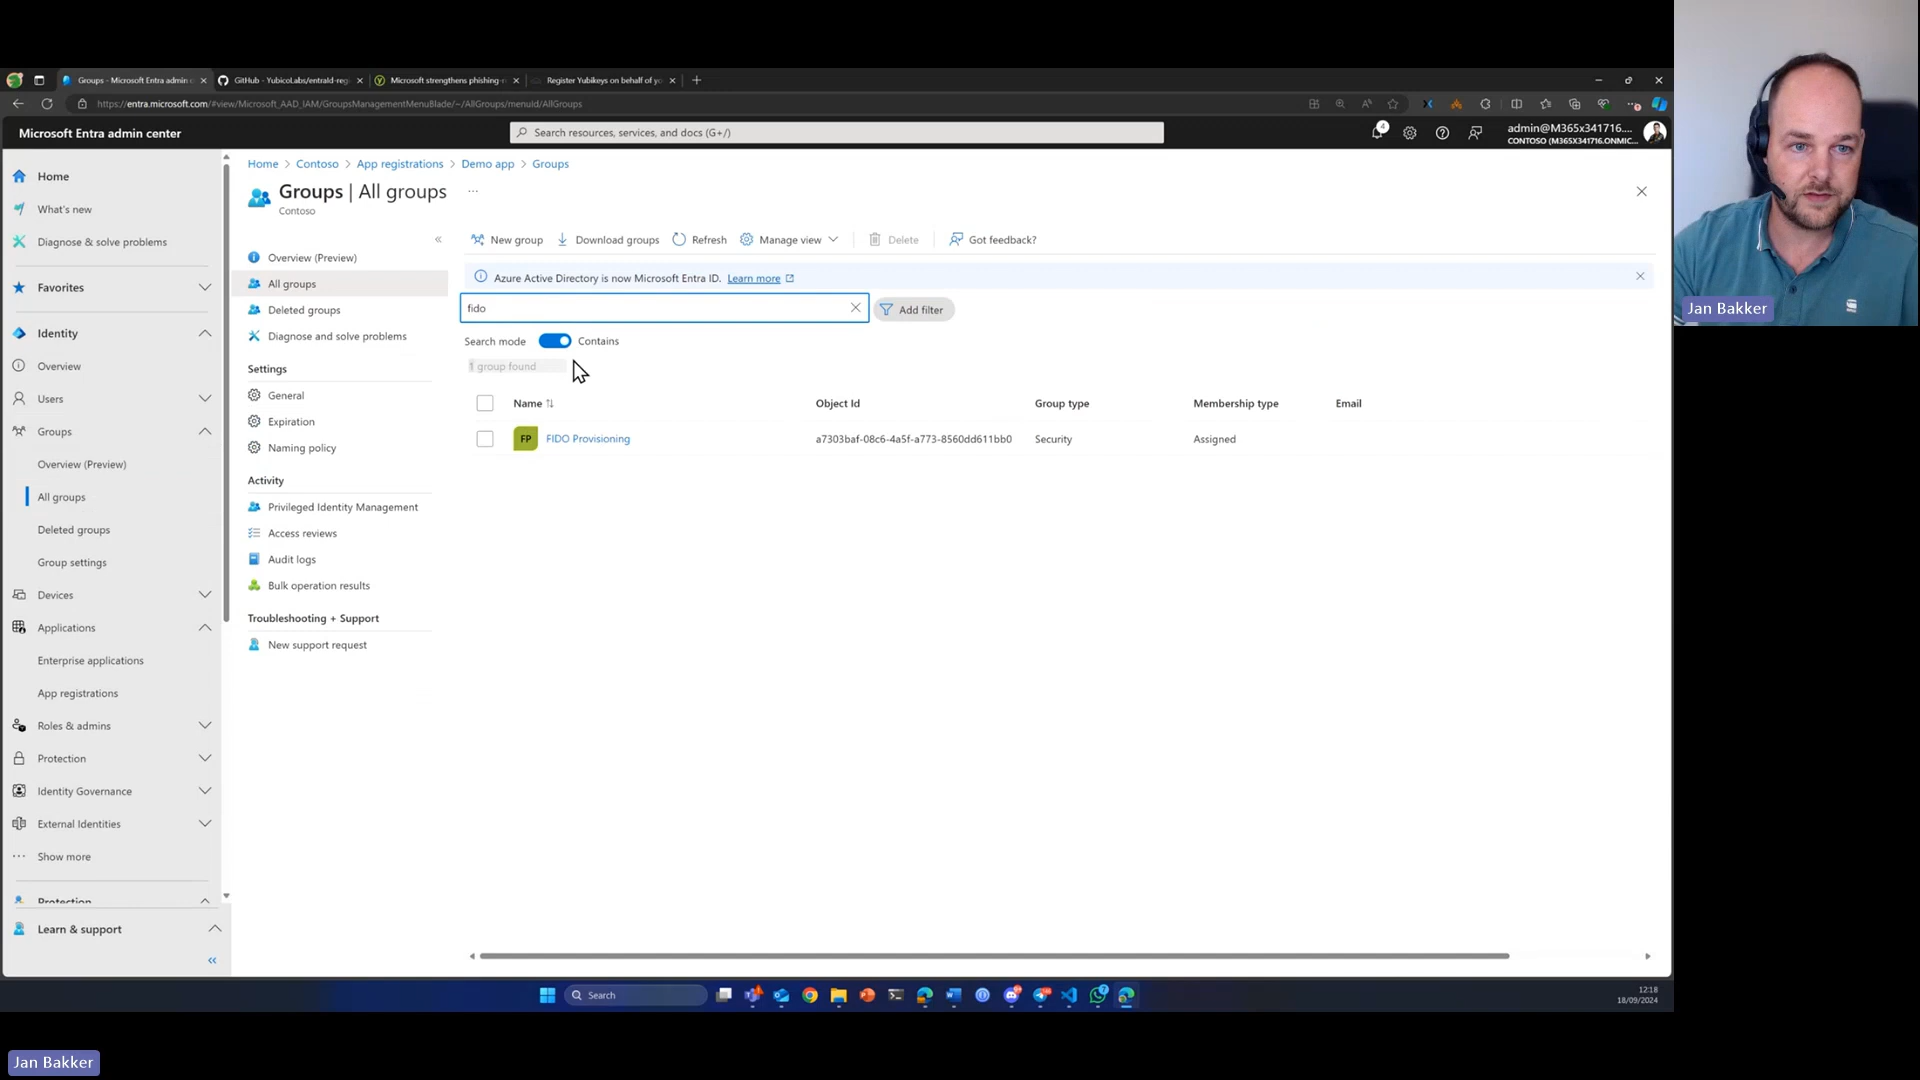 Groups - Microsoft Entra admin c
GitHub - YubicoLabs/entraId-reg
Microsoft strengthens phishing-r
Register Yubikeys on behalf of yo
https://entra.microsoft.com/#view/Microsoft_AAD_IAM/GroupsManagementMenuBlade/~/AllGroups/menuId/AllGroups
Microsoft Entra admin center
Search resources, services, and docs (G+/)
4
admin@M365x341716....
CONTOSO (M365X341716.ONMIC...
Home
What's new
Diagnose & solve problems
Favorites
Identity
Overview
Users
Groups
Overview (Preview)
All groups
Deleted groups
Group settings
Devices
Applications
Enterprise applications
App registrations
Roles & admins
Protection
Identity Governance
External Identities
Show more
Protection
Learn & support
Home > Contoso > App registrations > Demo app > Groups
Groups | All groups
Contoso
Overview (Preview)
All groups
Deleted groups
Diagnose and solve problems
Settings
General
Expiration
Naming policy
Activity
Privileged Identity Management
Access reviews
Audit logs
Bulk operation results
Troubleshooting + Support
New support request
New group Download groups Refresh Manage view Delete Got feedback?
Azure Active Directory is now Microsoft Entra ID. Learn more
fido
Add filter
Search mode Contains
1 group found
Name Object Id Group type Membership type Email
FP FIDO Provisioning a7303baf-08c6-4a5f-a773-8560dd611bb0 Security Assigned
Search
12:18
18/09/2024
Jan Bakker
Jan Bakker